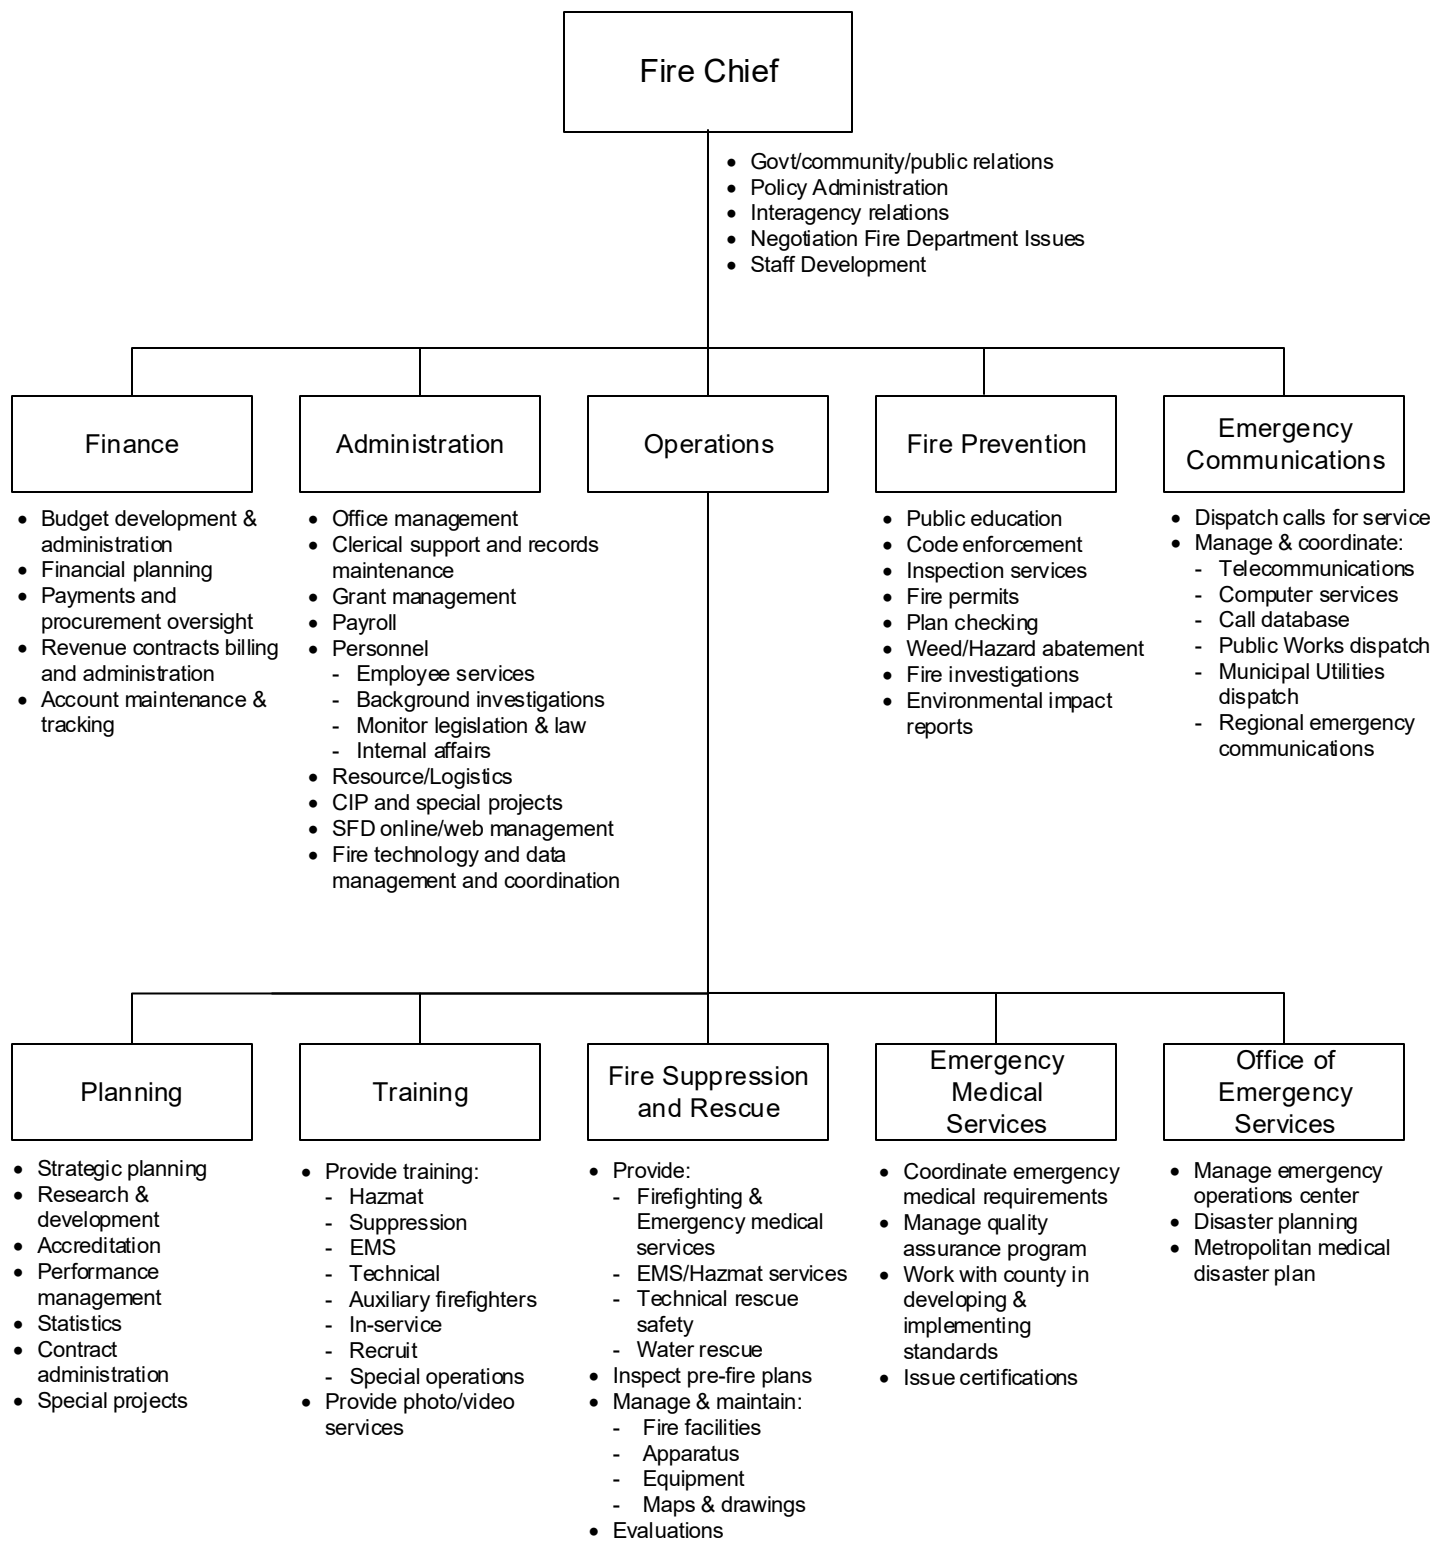 Fire Chief
• Govt/community/public relations
• Policy Administration
• Interagency relations
• Negotiation Fire Department Issues
• Staff Development
Finance
• Budget development &
administration
• Financial planning
• Payments and
procurement oversight
• Revenue contracts billing
and administration
• Account maintenance &
tracking
Administration
• Office management
• Clerical support and records
maintenance
• Grant management
• Payroll
• Personnel
- Employee services
- Background investigations
- Monitor legislation & law
- Internal affairs
• Resource/Logistics
• CIP and special projects
• SFD online/web management
• Fire technology and data
management and coordination
Operations
Fire Prevention
• Public education
• Code enforcement
• Inspection services
• Fire permits
• Plan checking
• Weed/Hazard abatement
• Fire investigations
• Environmental impact
reports
Emergency
Communications
• Dispatch calls for service
• Manage & coordinate:
- Telecommunications
- Computer services
- Call database
- Public Works dispatch
- Municipal Utilities
dispatch
- Regional emergency
communications
Planning
• Strategic planning
• Research &
development
• Accreditation
• Performance
management
• Statistics
• Contract
administration
• Special projects
Training
• Provide training:
- Hazmat
- Suppression
- EMS
- Technical
- Auxiliary firefighters
- In-service
- Recruit
- Special operations
• Provide photo/video
services
Fire Suppression
and Rescue
• Provide:
- Firefighting &
Emergency medical
services
- EMS/Hazmat services
- Technical rescue
safety
- Water rescue
• Inspect pre-fire plans
• Manage & maintain:
- Fire facilities
- Apparatus
- Equipment
- Maps & drawings
• Evaluations
Emergency
Medical
Services
• Coordinate emergency
medical requirements
• Manage quality
assurance program
• Work with county in
developing &
implementing
standards
• Issue certifications
Office of
Emergency
Services
• Manage emergency
operations center
• Disaster planning
• Metropolitan medical
disaster plan